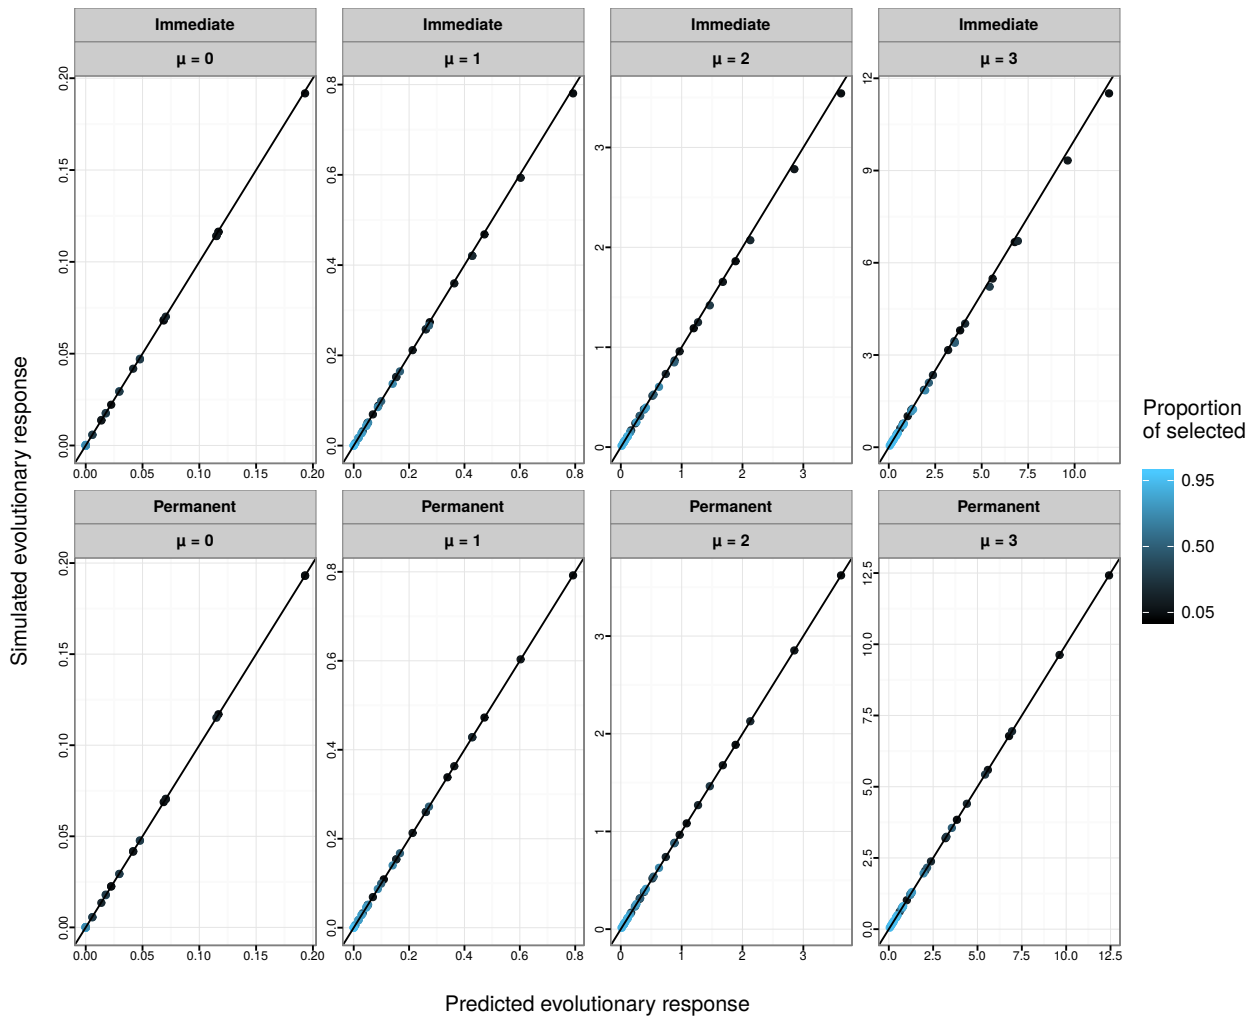 Immediate
Immediate
Immediate
Immediate
μ = 0
μ = 1
μ = 2
μ = 3
0.20
0.15
0.10
0.05
0.00
0.00 0.05 0.10 0.15 0.20
0.8
0.6
0.4
0.2
0.0
0.0 0.2 0.4 0.6 0.8
3
2
1
0
0 1 2 3
12
9
6
3
0
0.0 2.5 5.0 7.5 10.0
Permanent
Permanent
Permanent
Permanent
μ = 0
μ = 1
μ = 2
μ = 3
0.20
0.15
0.10
0.05
0.00
0.00 0.05 0.10 0.15 0.20
0.8
0.6
0.4
0.2
0.0
0.0 0.2 0.4 0.6 0.8
3
2
1
0
0 1 2 3
12.5
10.0
7.5
5.0
2.5
0.0
0.0 2.5 5.0 7.5 10.0 12.5
Simulated evolutionary response
Predicted evolutionary response
Proportion
of selected
0.95
0.50
0.05